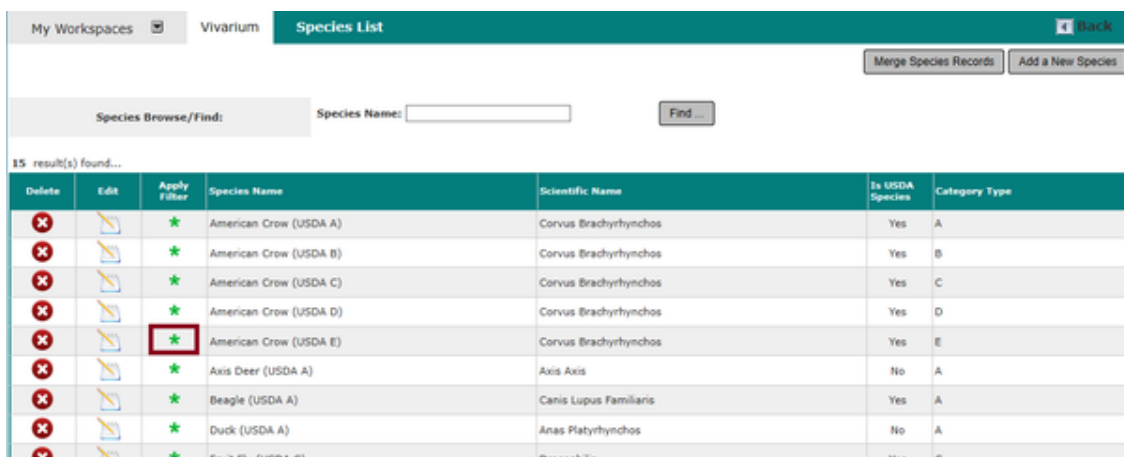 My Workspaces Vivarium Species List Back
Merge Species Records Add a New Species
Species Browse/Find: Species Name: Find ...
15 result(s) found...
Delete Edit Apply Filter Species Name Scientific Name Is USDA Species Category Type
American Crow (USDA A) Corvus Brachyrhynchos Yes A
American Crow (USDA B) Corvus Brachyrhynchos Yes B
American Crow (USDA C) Corvus Brachyrhynchos Yes C
American Crow (USDA D) Corvus Brachyrhynchos Yes D
American Crow (USDA E) Corvus Brachyrhynchos Yes E
Axis Deer (USDA A) Axis Axis No A
Beagle (USDA A) Canis Lupus Familiaris Yes A
Duck (USDA A) Anas Platyrhynchos No A